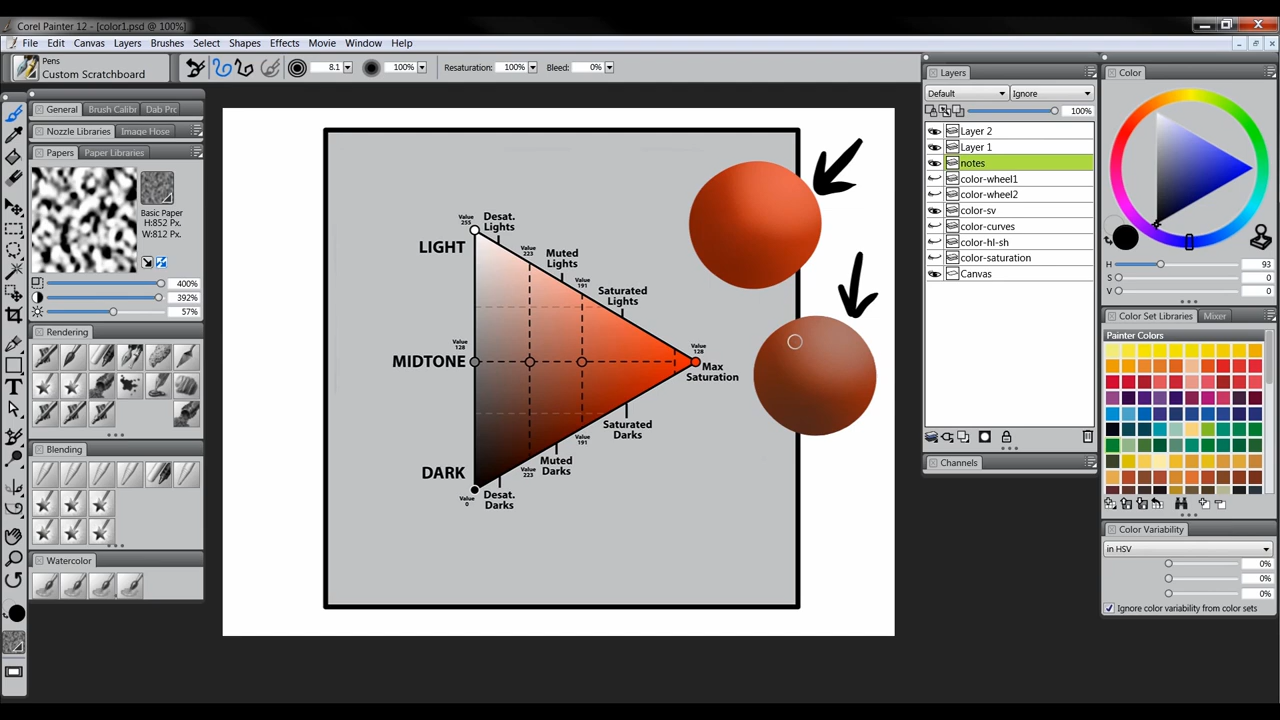 Corel Painter 12 - [color1.psd @ 100%]
File Edit Canvas Layers Brushes Select Shapes Effects Movie Window Help
Pens
Custom Scratchboard
8.1 100% Resaturation: 100% Bleed: 0%
General Brush Calibr Dab Pro
Nozzle Libraries Image Hose
Papers Paper Libraries
Basic Paper
H:852 Px.
W:812 Px.
400%
392%
57%
Rendering
Blending
Watercolor
Value
255
Desat.
Lights
LIGHT
Value
223
Muted
Lights
Value
191
Saturated
Lights
Value
128
MIDTONE
Value
128
Max
Saturation
Saturated
Darks
Value
191
Muted
Darks
Value
223
DARK
Value
0
Desat.
Darks
Layers
Default Ignore
100%
Layer 2
Layer 1
notes
color-wheel1
color-wheel2
color-sv
color-curves
color-hl-sh
color-saturation
Canvas
Channels
Color
H 93
S 0
V 0
Color Set Libraries Mixer
Painter Colors
Color Variability
in HSV
0%
0%
0%
Ignore color variability from color sets